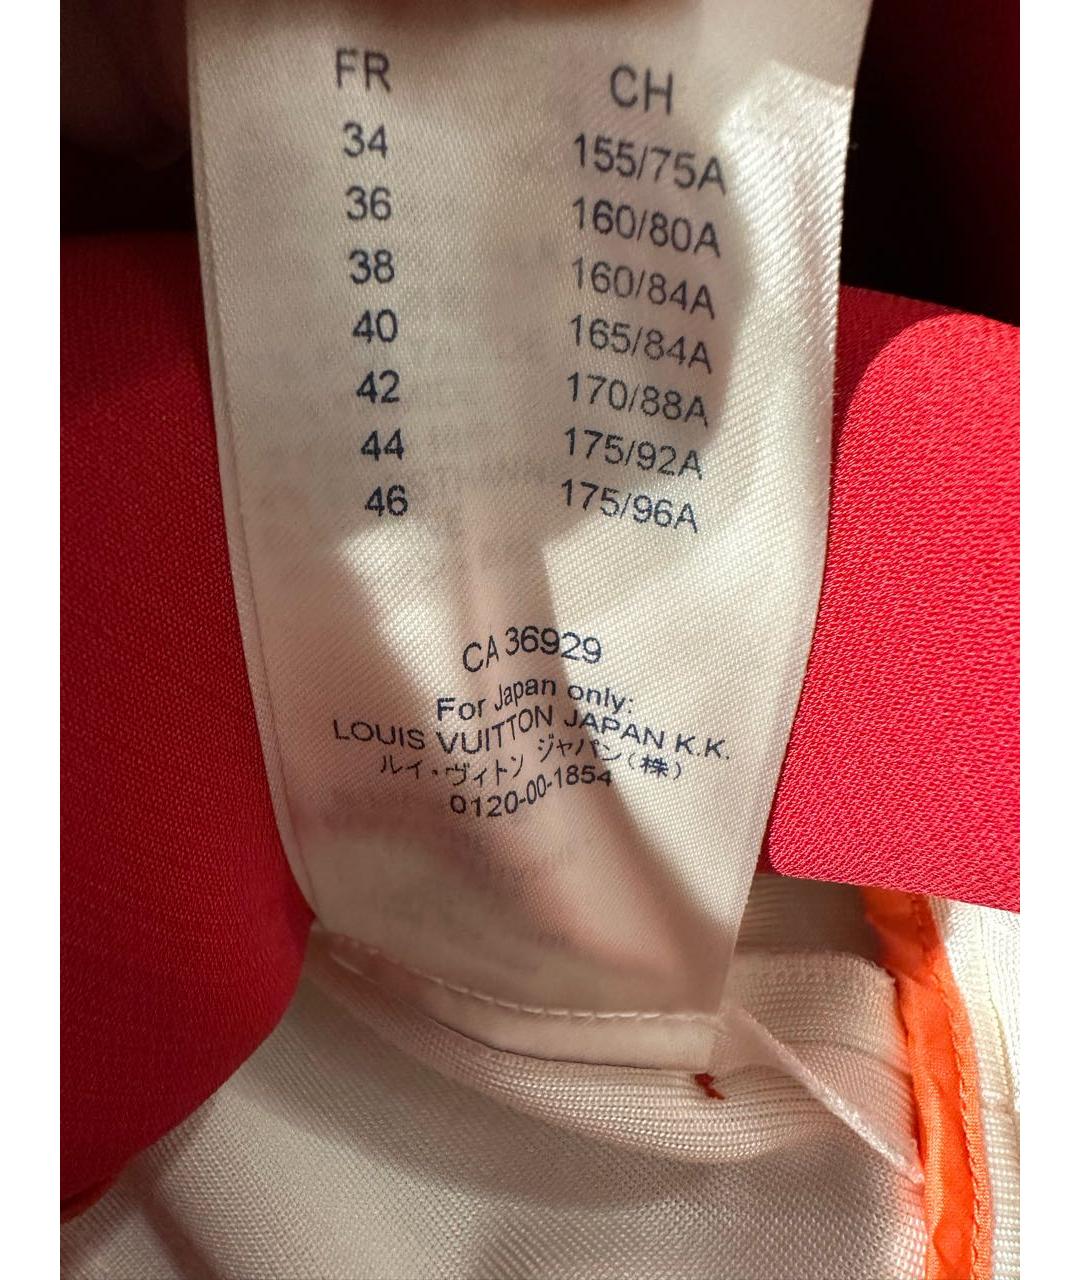 FR CH
34 155/75A
36 160/80A
38 160/84A
40 165/84A
42 170/88A
44 175/92A
46 175/96A
CA 36929
For Japan only:
LOUIS VUITTON JAPAN K.K.
ルイ・ヴィトン ジャパン(株)
0120-00-1854